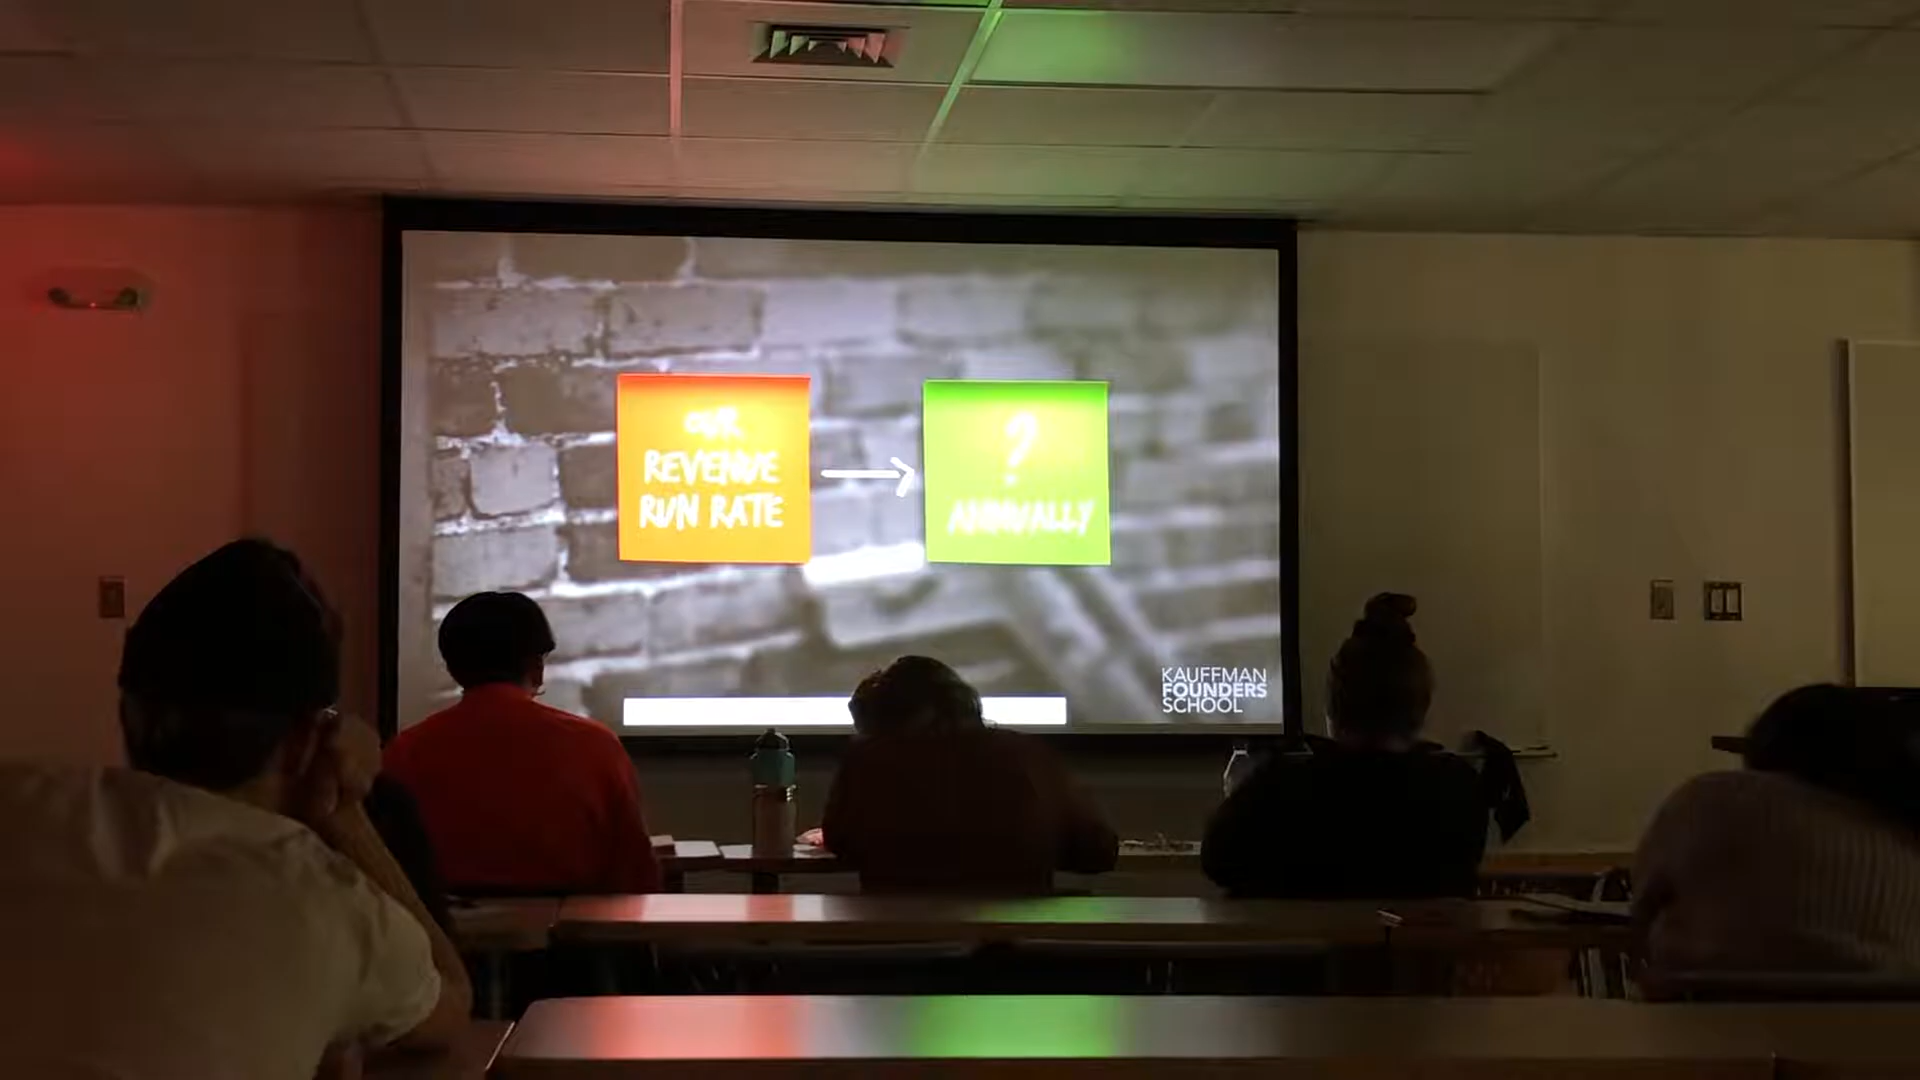 OUR
REVENUE
RUN RATE
?
ANNUALLY
KAUFFMAN
FOUNDERS
SCHOOL